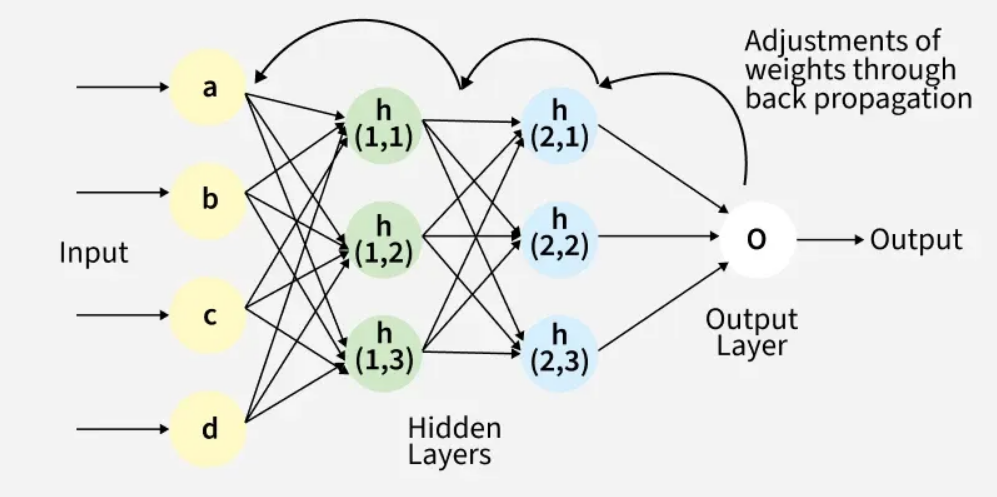 Adjustments of
weights through
back propagation
a
b
c
d
Input
h
(1,1)
h
(1,2)
h
(1,3)
h
(2,1)
h
(2,2)
h
(2,3)
O
Output
Output
Layer
Hidden
Layers